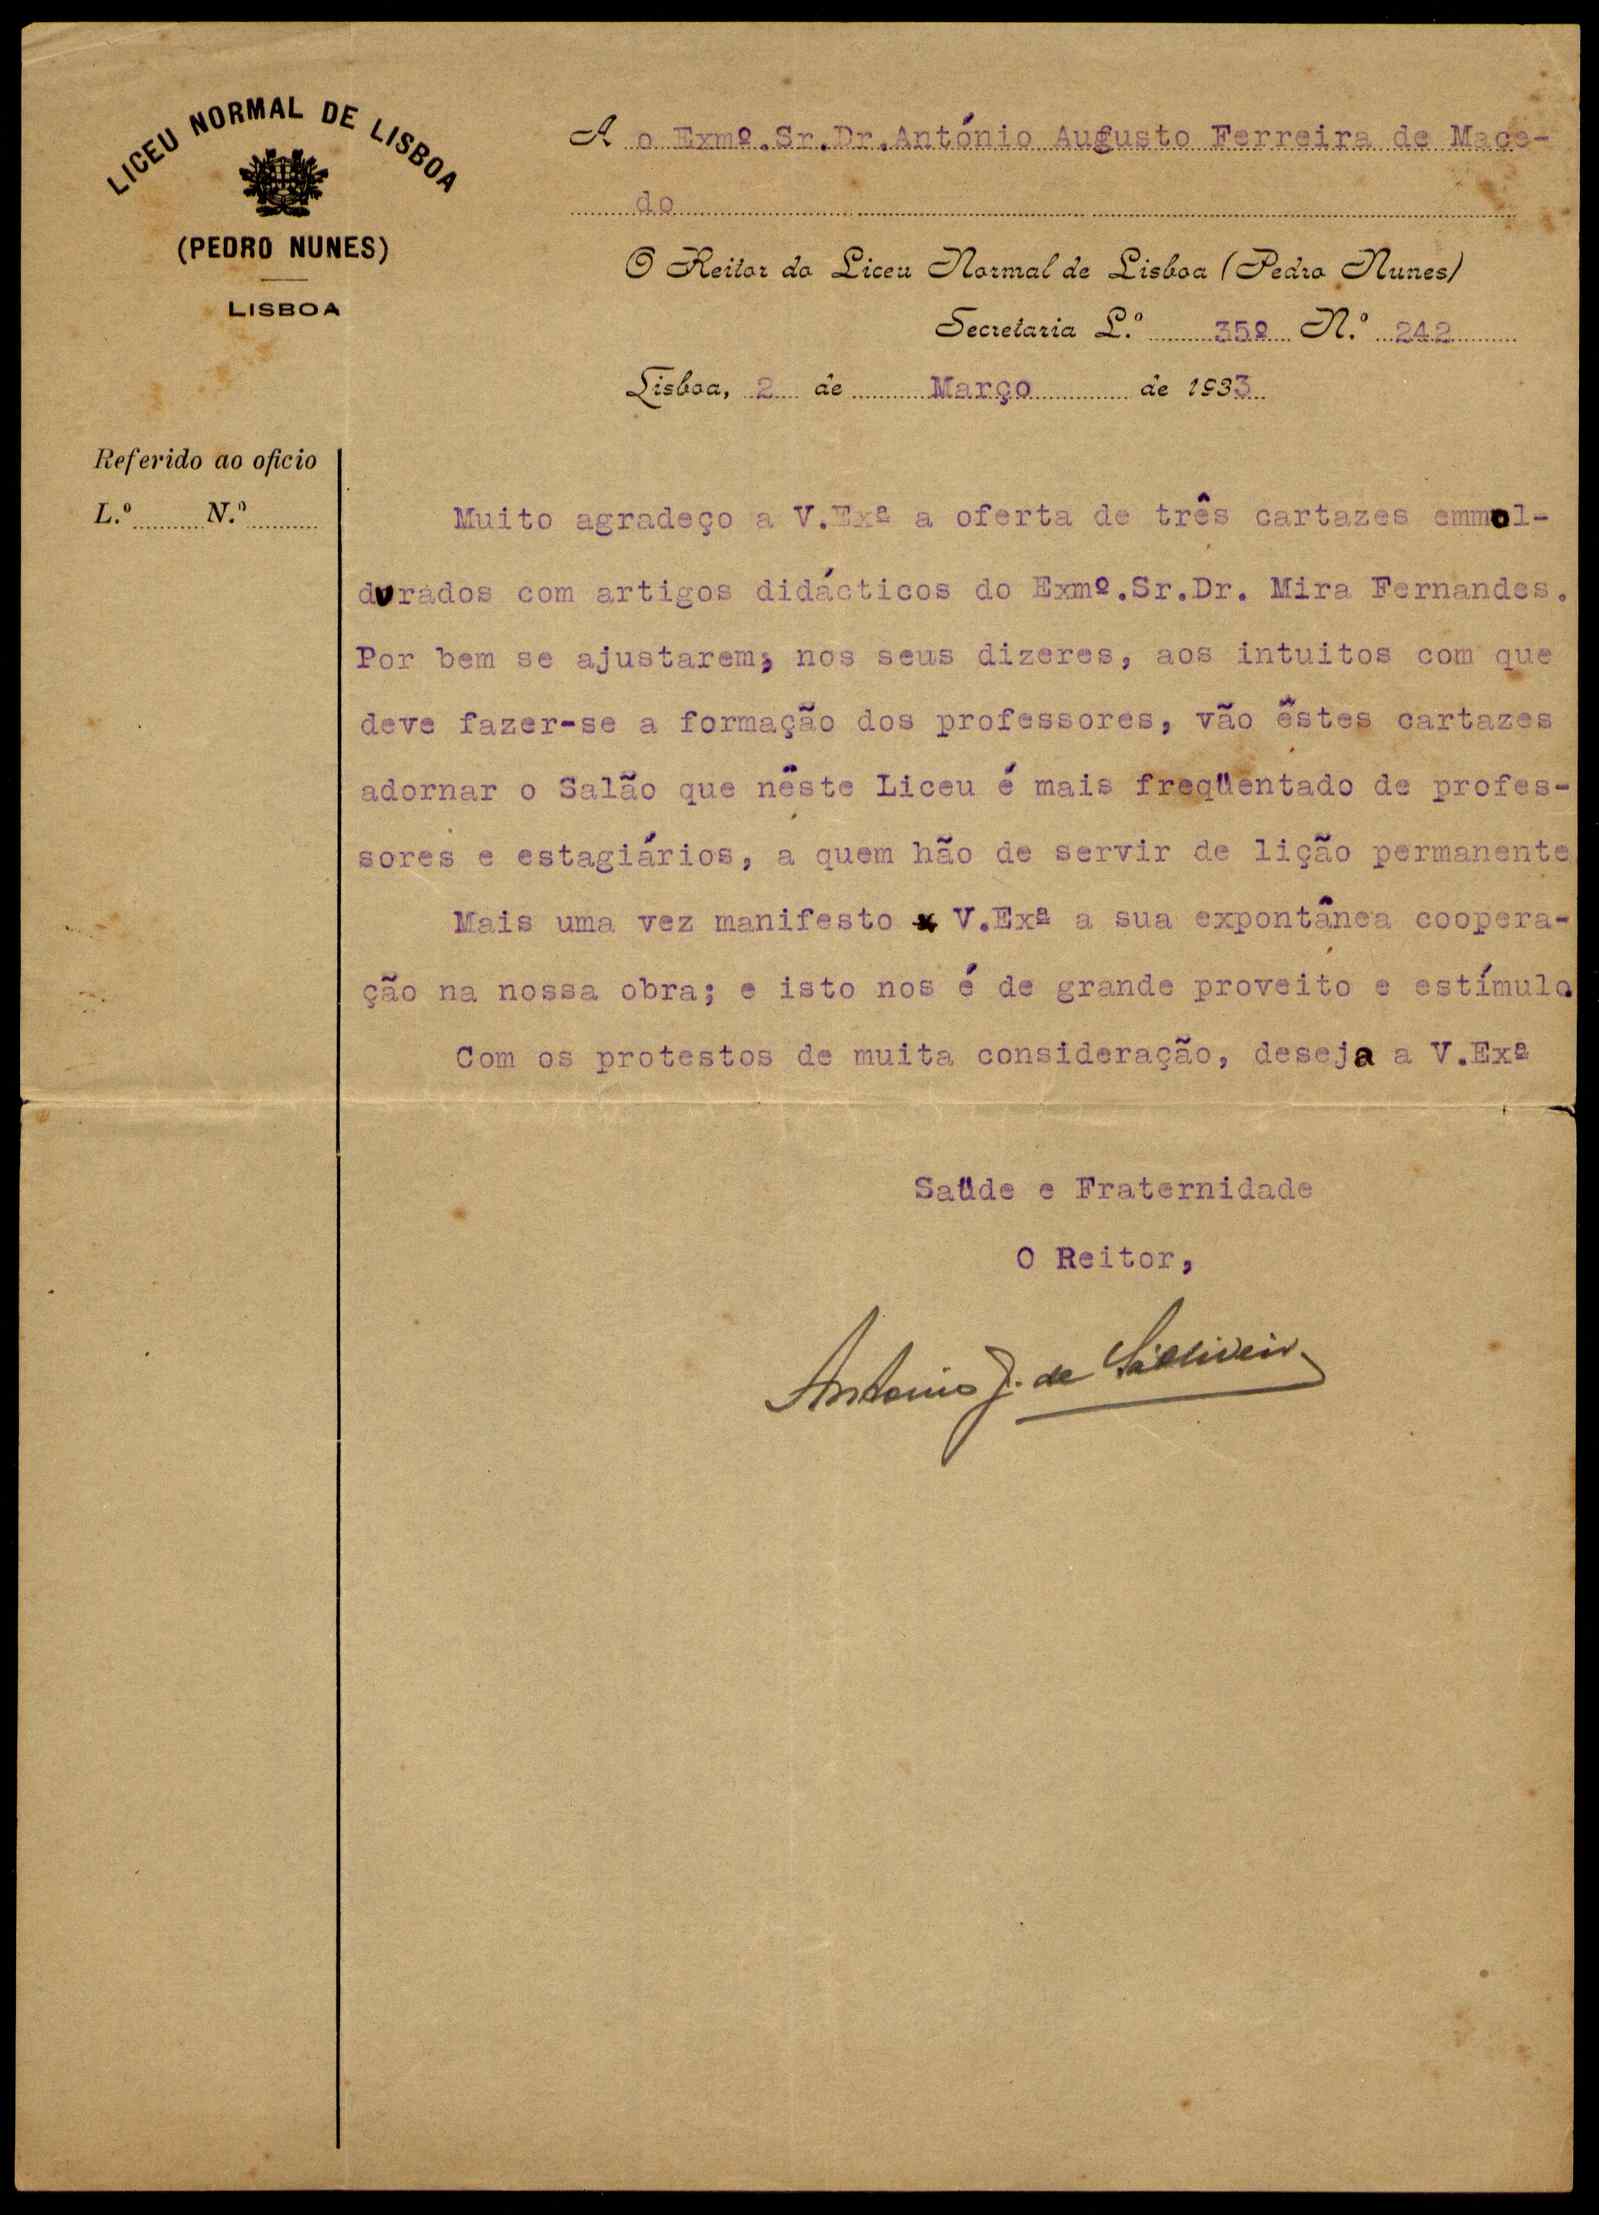 LICEU NORMAL DE LISBOA
(PEDRO NUNES)
LISBOA
A o Exmº.Sr.Dr.António Augusto Ferreira de Mace-
do
O Reitor do Liceu Normal de Lisboa (Pedro Nunes)
Secretaria L.º 35º N.º 242
Lisboa, 2 de Março de 1933
Referido ao oficio
L.º N.º
Muito agradeço a V.Exª a oferta de três cartazes emmol-
durados com artigos didácticos do Exmº.Sr.Dr. Mira Fernandes.
Por bem se ajustarem, nos seus dizeres, aos intuitos com que
deve fazer-se a formação dos professores, vão êstes cartazes
adornar o Salão que nêste Liceu é mais freqüentado de profes-
sores e estagiários, a quem hão de servir de lição permanente
Mais uma vez manifesto x V.Exª a sua expontânea coopera-
ção na nossa obra; e isto nos é de grande proveito e estímulo.
Com os protestos de muita consideração, deseja a V.Exª
Saüde e Fraternidade
O Reitor,
Antonio J. de Sá Oliveira